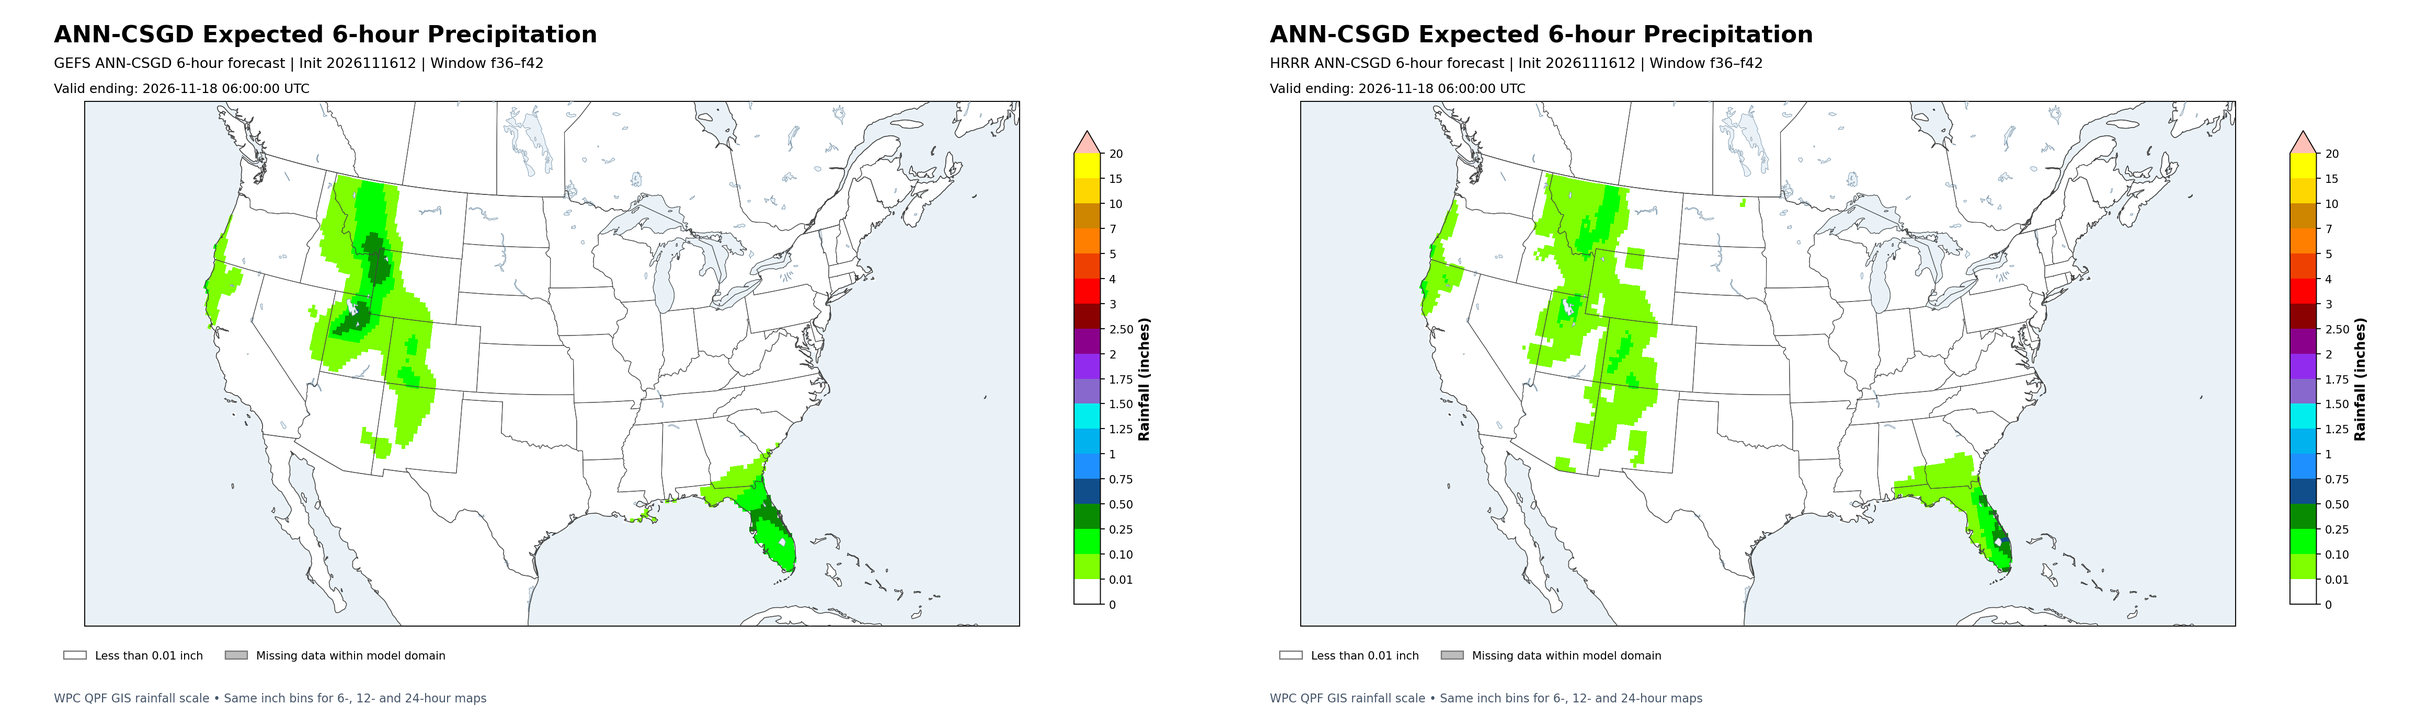 ANN-CSGD Expected 6-hour Precipitation
GEFS ANN-CSGD 6-hour forecast | Init 2026111612 | Window f36–f42
Valid ending: 2026-11-18 06:00:00 UTC
20
15
10
7
5
4
3
2.50
2
1.75
1.50
1.25
1
0.75
0.50
0.25
0.10
0.01
0
Rainfall (inches)
Less than 0.01 inch
Missing data within model domain
WPC QPF GIS rainfall scale • Same inch bins for 6-, 12- and 24-hour maps
ANN-CSGD Expected 6-hour Precipitation
HRRR ANN-CSGD 6-hour forecast | Init 2026111612 | Window f36–f42
Valid ending: 2026-11-18 06:00:00 UTC
20
15
10
7
5
4
3
2.50
2
1.75
1.50
1.25
1
0.75
0.50
0.25
0.10
0.01
0
Rainfall (inches)
Less than 0.01 inch
Missing data within model domain
WPC QPF GIS rainfall scale • Same inch bins for 6-, 12- and 24-hour maps